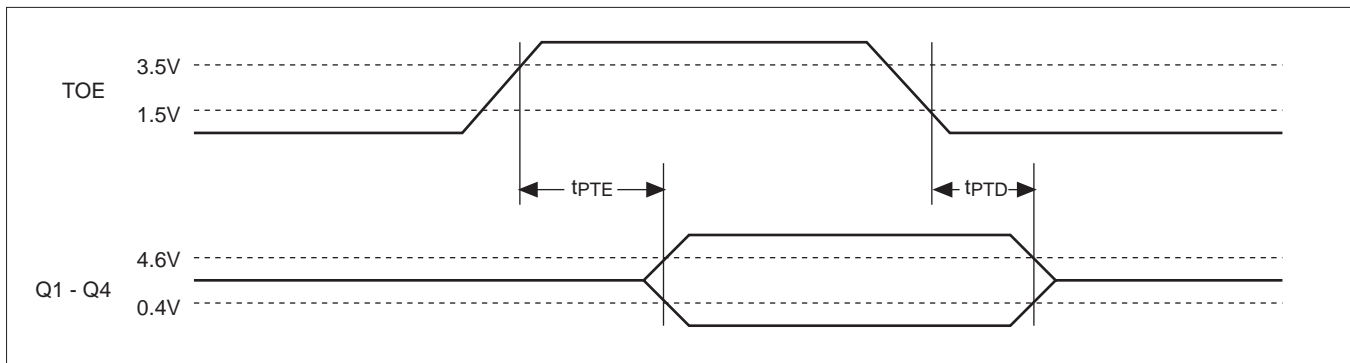 3.5V
TOE
1.5V
tPTE
tPTD
4.6V
Q1 - Q4
0.4V